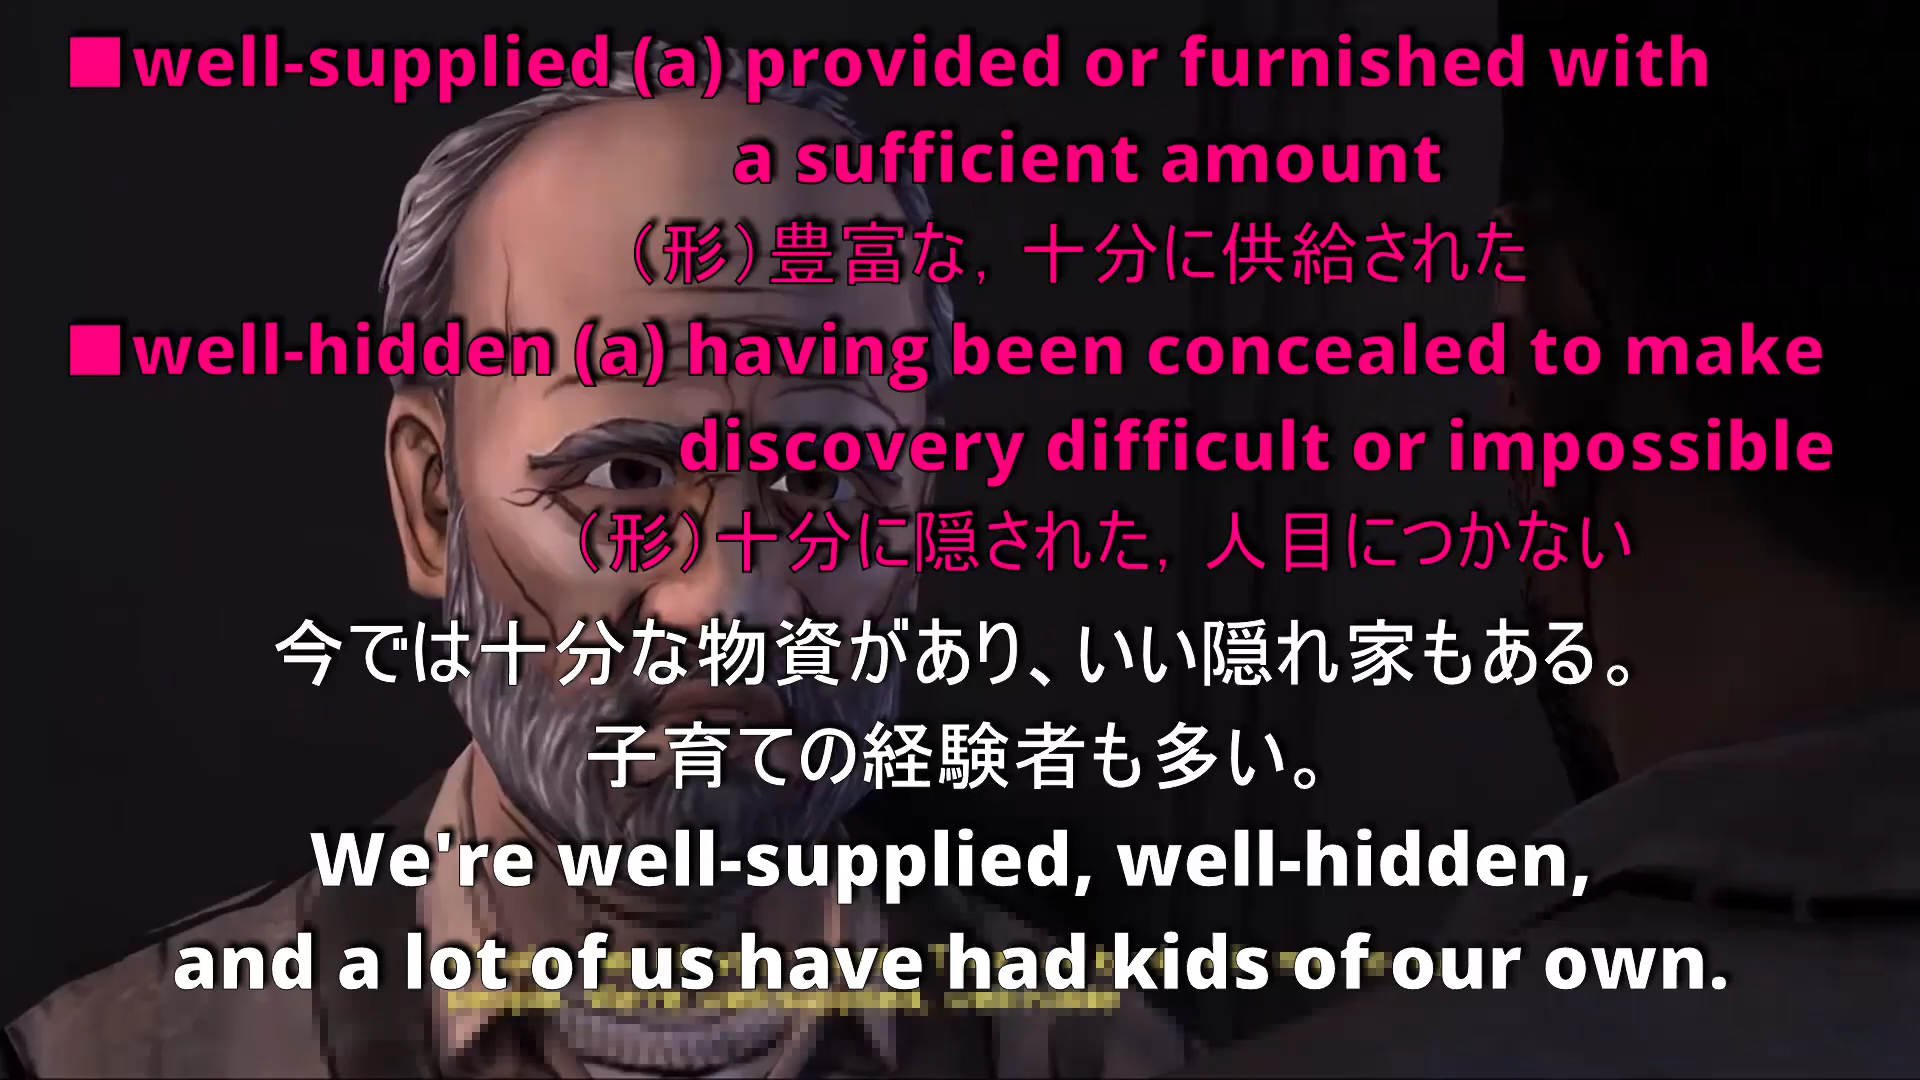 ■well-supplied (a) provided or furnished with
a sufficient amount
（形）豊富な，十分に供給された
■well-hidden (a) having been concealed to make
discovery difficult or impossible
（形）十分に隠された，人目につかない
今では十分な物資があり、いい隠れ家もある。
子育ての経験者も多い。
We're well-supplied, well-hidden,
and a lot of us have had kids of our own.